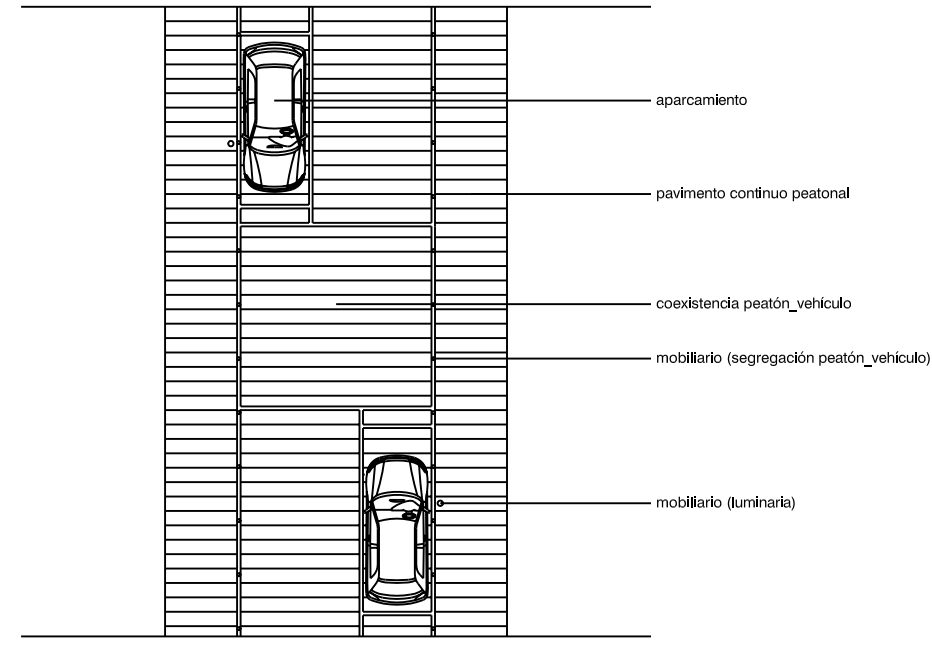 aparcamiento
pavimento continuo peatonal
coexistencia peatón_vehículo
mobiliario (segregación peatón_vehículo)
mobiliario (luminaria)